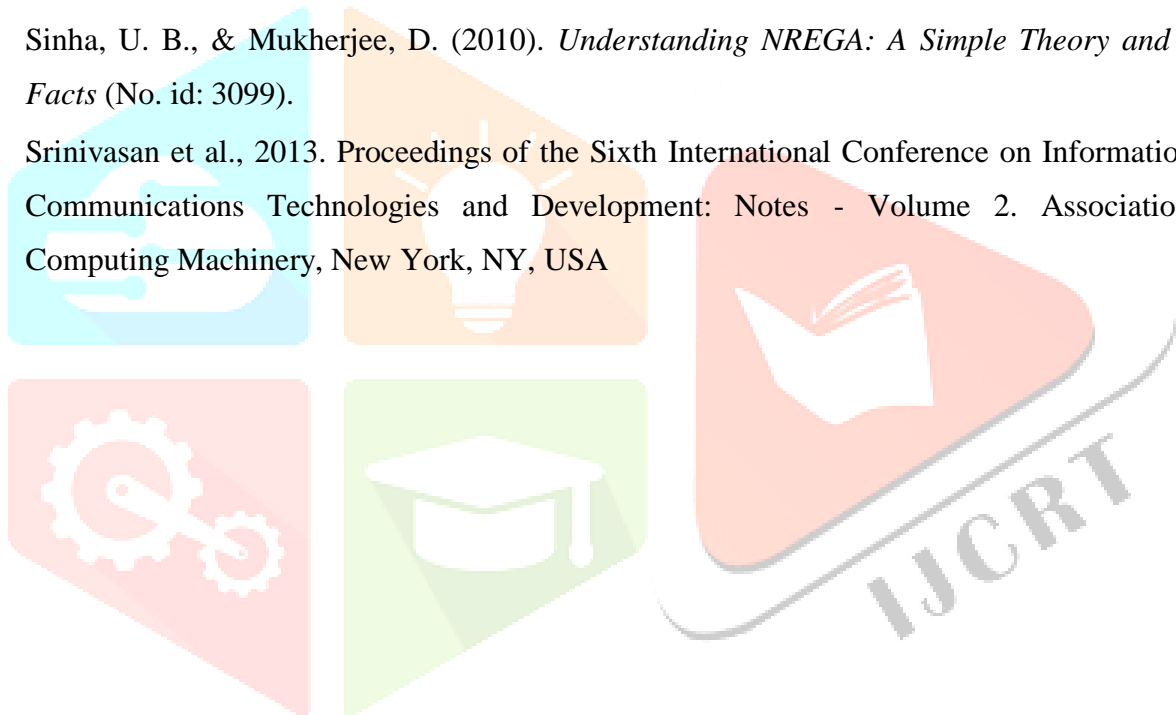 Sinha, U. B., & Mukherjee, D. (2010). Understanding NREGA: A Simple Theory and
Facts (No. id: 3099).
Srinivasan et al., 2013. Proceedings of the Sixth International Conference on Informatio
Communications Technologies and Development: Notes - Volume 2. Associatio
Computing Machinery, New York, NY, USA
IJCRT